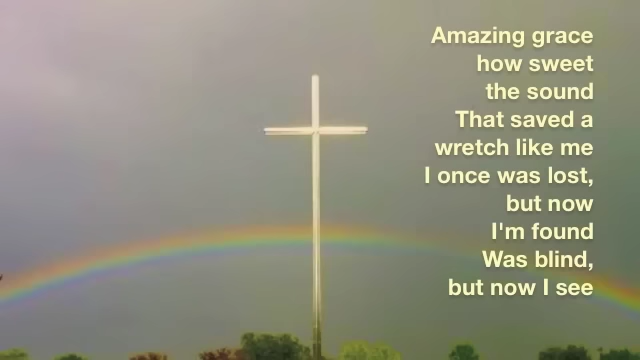 Amazing grace
how sweet
the sound
That saved a
wretch like me
I once was lost,
but now
I'm found
Was blind,
but now I see